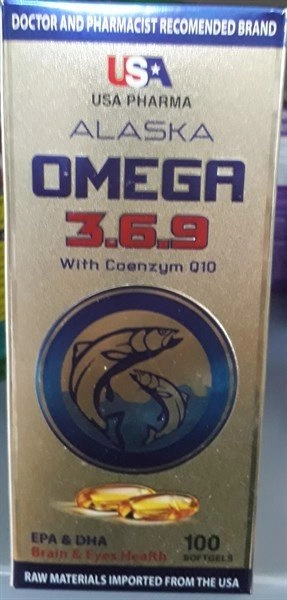 DOCTOR AND PHARMACIST RECOMENDED BRAND
USA
USA PHARMA
ALASKA
OMEGA
3.6.9
With Coenzym Q10
EPA & DHA
Brain & Eyes Health
100
SOFTGELS
RAW MATERIALS IMPORTED FROM THE USA